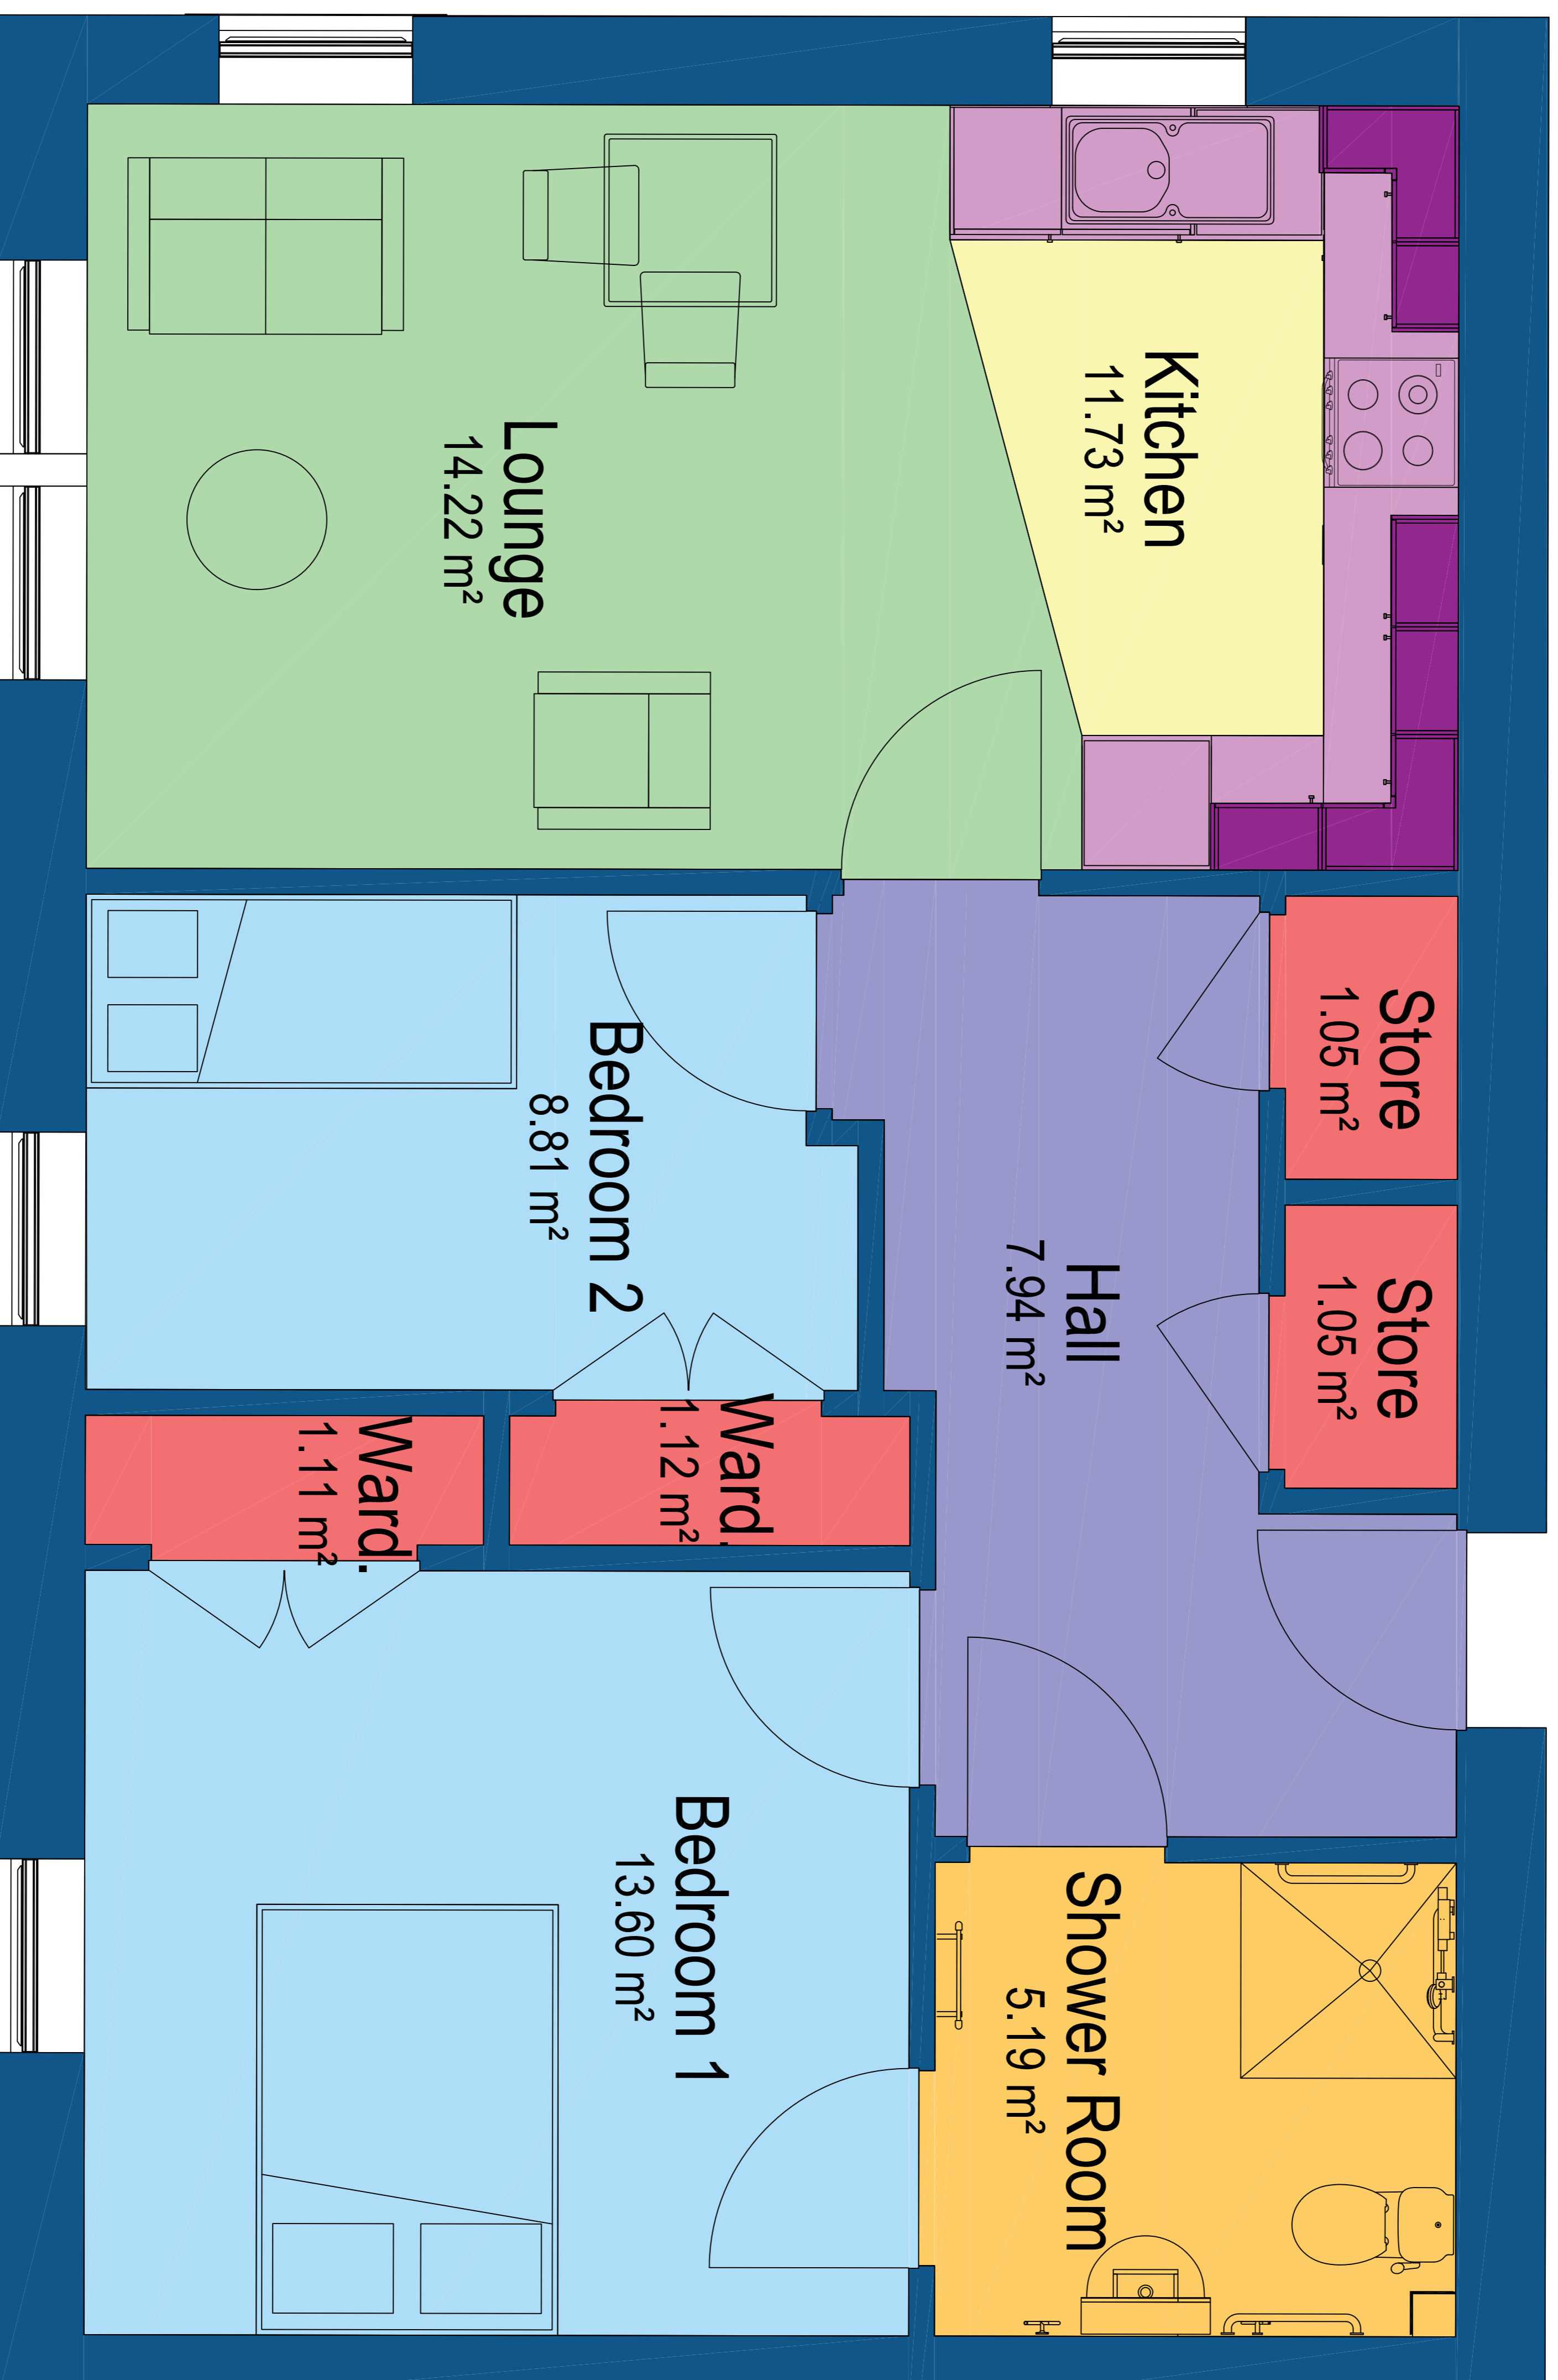 Kitchen
11.73 m²
Lounge
14.22 m²
Store
1.05 m²
Store
1.05 m²
Hall
7.94 m²
Bedroom 2
8.81 m²
Ward.
1.12 m²
Ward.
1.11 m²
Shower Room
5.19 m²
Bedroom 1
13.60 m²